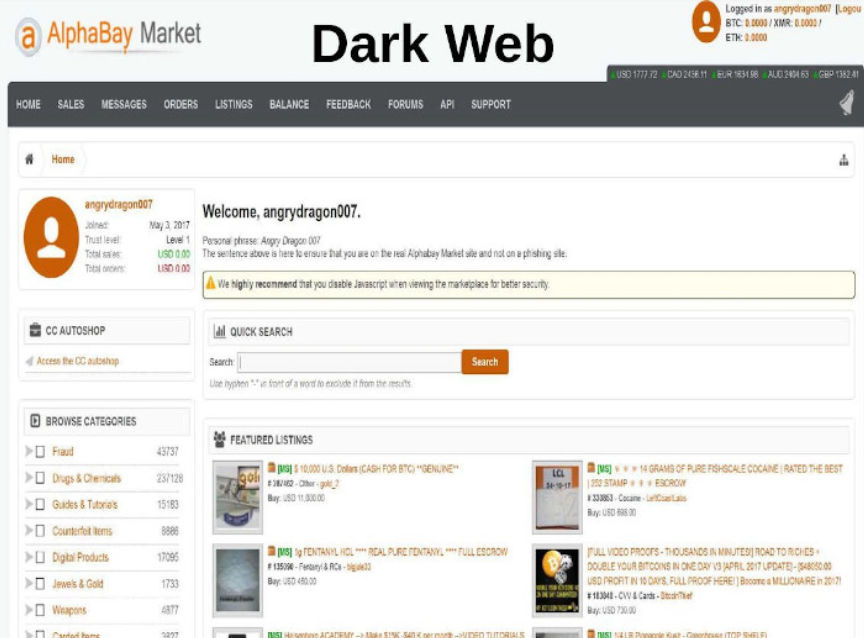 a AlphaBay Market
Dark Web
Logged in as angrydragon007 [Logou
BTC: 0.0000 / XMR: 0.0000 /
ETH: 0.0000
USD 1777.72 CAD 2436.11 EUR 1634.98 AUD 2404.63 GBP 1382.41
HOME SALES MESSAGES ORDERS LISTINGS BALANCE FEEDBACK FORUMS API SUPPORT
Home
angrydragon007
Joined: May 3, 2017
Trust level: Level 1
Total sales: USD 0.00
Total orders: USD 0.00
Welcome, angrydragon007.
Personal phrase: Angry Dragon 007
The sentence above is here to ensure that you are on the real Alphabay Market site and not on a phishing site.
We highly recommend that you disable Javascript when viewing the marketplace for better security.
CC AUTOSHOP
Access the CC autoshop
QUICK SEARCH
Search: Search
Use hyphen "-" in front of a word to exclude it from the results.
BROWSE CATEGORIES
Fraud 43737
Drugs & Chemicals 237128
Guides & Tutorials 15183
Counterfeit Items 8886
Digital Products 17095
Jewels & Gold 1733
Weapons 4877
Carded Items 3827
FEATURED LISTINGS
[MS] $ 10,000 U.S. Dollars (CASH FOR BTC) **GENUINE**
- Other - gold_2
Buy: USD 11,600.00
LCL
04-10-17
[MS] * * * 14 GRAMS OF PURE FISHSCALE COCAINE | RATED THE BEST
| 252 STAMP * * * ESCROW
# 330863 - Cocaine - LeftCoastLabs
Buy: USD 698.00
[MS] 1g FENTANYL HCL **** REAL PURE FENTANYL **** FULL ESCROW
# 135090 - Fentanyl & RCs - bigjale33
Buy: USD 450.00
[FULL VIDEO PROOFS - THOUSANDS IN MINUTES!] ROAD TO RICHES +
DOUBLE YOUR BITCOINS IN ONE DAY V3 [APRIL 2017 UPDATE] - [$48050.00
USD PROFIT IN 10 DAYS, FULL PROOF HERE! ] Become a MILLIONAIRE in 2017!
# 183848 - CVV & Cards - BitcoinThief
Buy: USD 730.00
[MS] Heisenberg ACADEMY --> Make $15K -$40 K per month -->VIDEO TUTORIALS
[MS] 1/4 LB Pineapple Kush - Greenhouse (TOP SHELF)